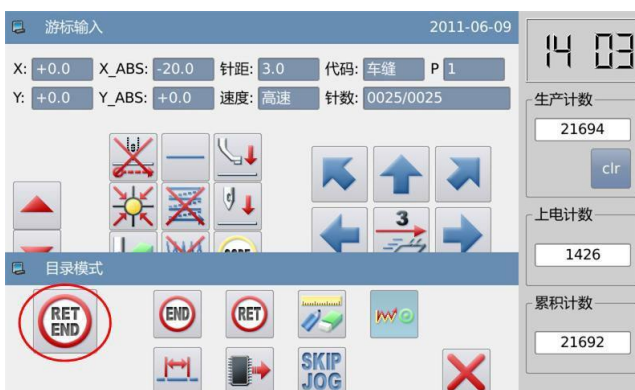 游标输入 2011-06-09
14 03
X: +0.0 X_ABS: -20.0 针距: 3.0 代码: 车缝 P 1
Y: +0.0 Y_ABS: +0.0 速度: 高速 针数: 0025/0025
生产计数
21694
clr
上电计数
1426
累积计数
21692
3
目录模式
RET
END
END
RET
SKIP
JOG